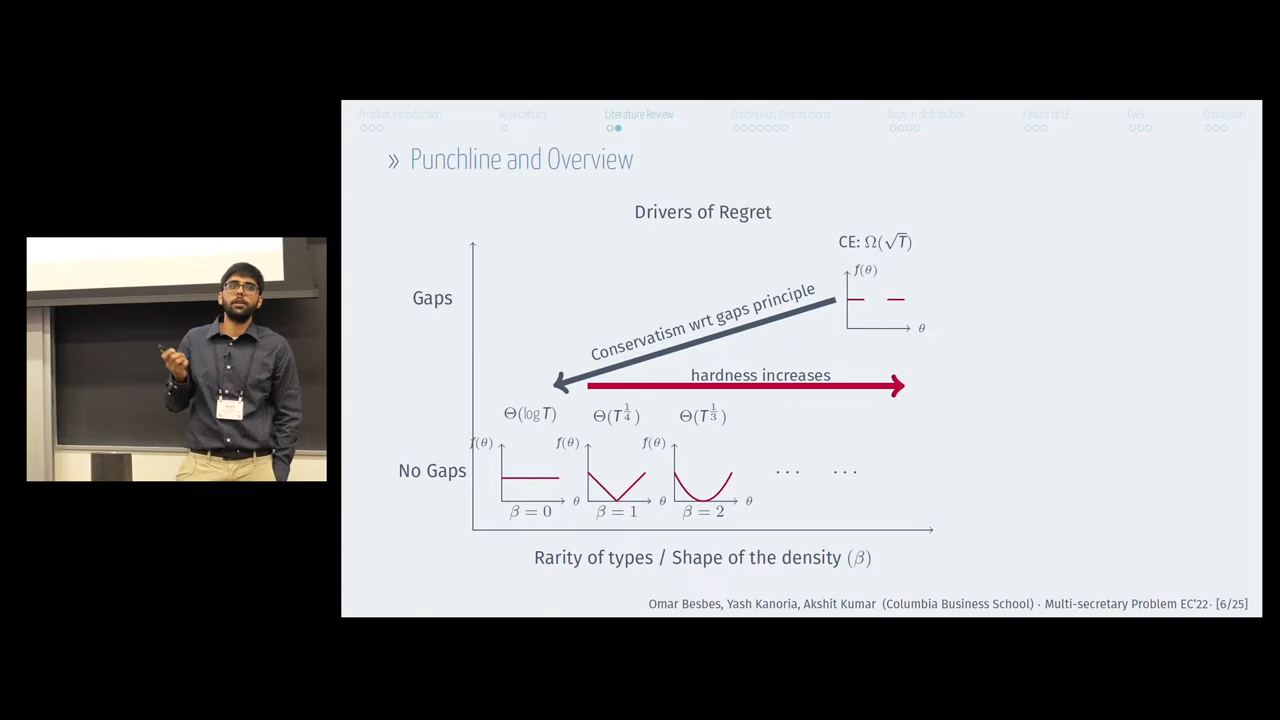 Problem Introduction Applications Literature Review Continuous Distributions Gaps in distribution Failure of CE CwG Conclusion
» Punchline and Overview
Drivers of Regret
CE: Ω(√T)
f(θ)
Gaps
θ
Conservatism wrt gaps principle
hardness increases
Θ(log T) Θ(T^{1/4}) Θ(T^{1/3})
f(θ) f(θ) f(θ)
No Gaps
· · · · · ·
θ θ θ
β = 0 β = 1 β = 2
Rarity of types / Shape of the density (β)
Omar Besbes, Yash Kanoria, Akshit Kumar (Columbia Business School) · Multi-secretary Problem EC'22· [6/25]